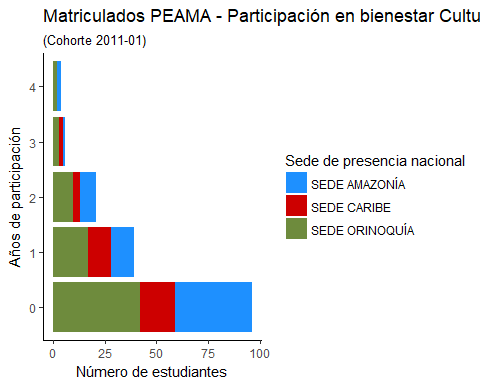 Matriculados PEAMA - Participación en bienestar Cultu
(Cohorte 2011-01)
Años de participación
4
3
2
1
0
0 25 50 75 100
Número de estudiantes
Sede de presencia nacional
SEDE AMAZONÍA
SEDE CARIBE
SEDE ORINOQUÍA